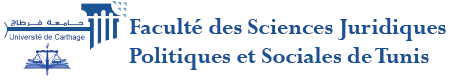 جامعة قرطاج
Université de Carthage
Faculté des Sciences Juridiques
Politiques et Sociales de Tunis